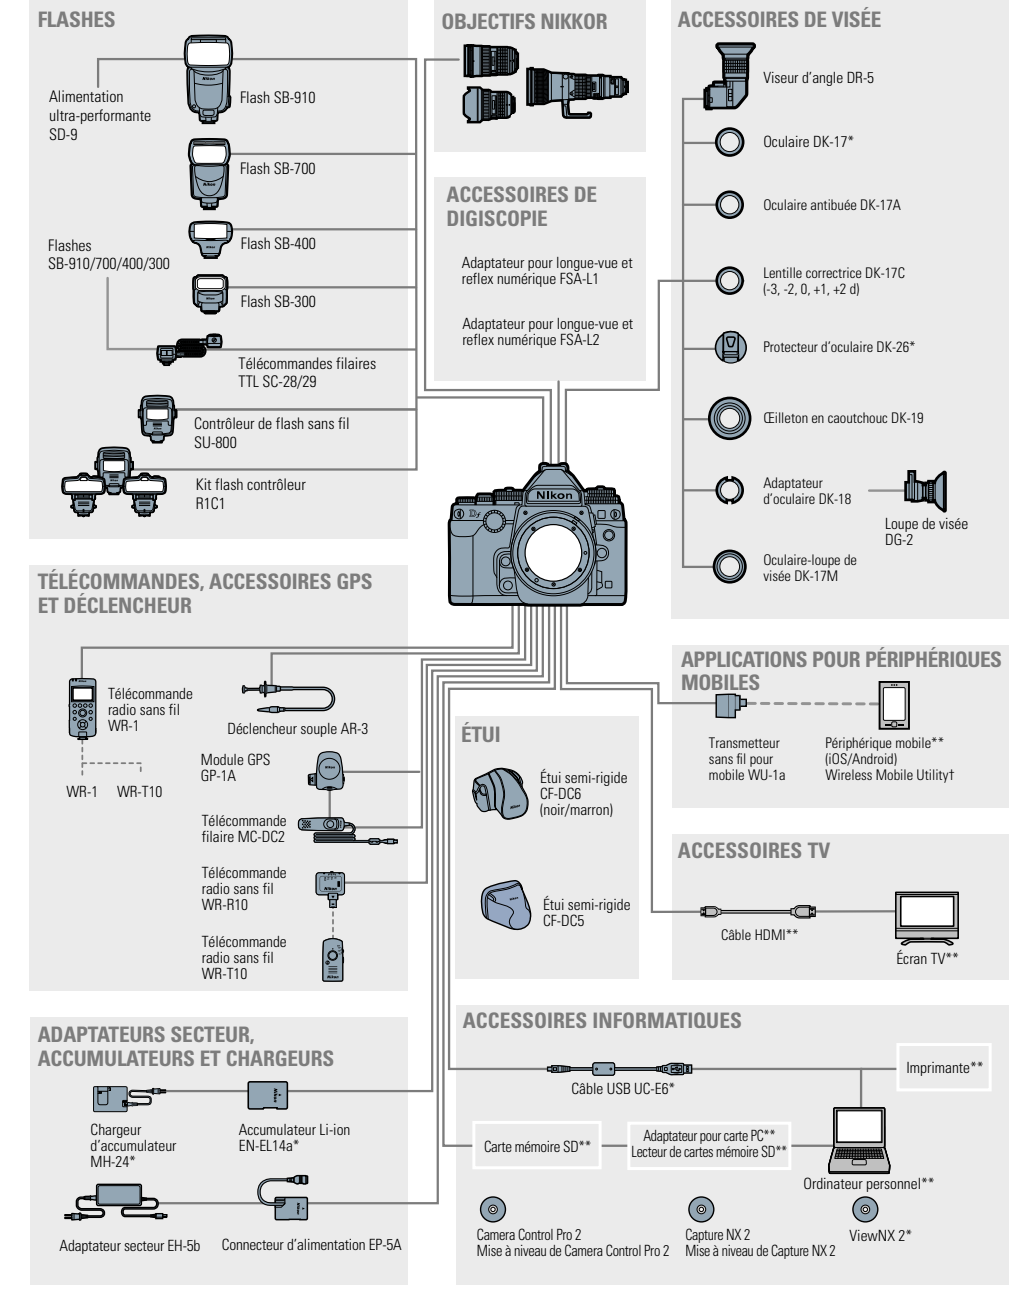 FLASHES
Alimentation
ultra-performante
SD-9
Nikon
Flash SB-910
Nikon
Flash SB-700
Nikon
Flash SB-400
Flashes
SB-910/700/400/300
Nikon
Flash SB-300
Télécommandes filaires
TTL SC-28/29
Contrôleur de flash sans fil
SU-800
Kit flash contrôleur
R1C1
OBJECTIFS NIKKOR
ACCESSOIRES DE
DIGISCOPIE
Adaptateur pour longue-vue et
reflex numérique FSA-L1
Adaptateur pour longue-vue et
reflex numérique FSA-L2
ACCESSOIRES DE VISÉE
Viseur d'angle DR-5
Oculaire DK-17*
Oculaire antibuée DK-17A
Lentille correctrice DK-17C
(-3, -2, 0, +1, +2 d)
Protecteur d'oculaire DK-26*
Œilleton en caoutchouc DK-19
Adaptateur
d'oculaire DK-18
Loupe de visée
DG-2
Oculaire-loupe de
visée DK-17M
Nikon
Df
TÉLÉCOMMANDES, ACCESSOIRES GPS
ET DÉCLENCHEUR
Télécommande
radio sans fil
WR-1
WR-1 WR-T10
Déclencheur souple AR-3
Module GPS
GP-1A
Télécommande
filaire MC-DC2
Télécommande
radio sans fil
WR-R10
Télécommande
radio sans fil
WR-T10
ÉTUI
Étui semi-rigide
CF-DC6
(noir/marron)
Étui semi-rigide
CF-DC5
APPLICATIONS POUR PÉRIPHÉRIQUES
MOBILES
Transmetteur
sans fil pour
mobile WU-1a
Périphérique mobile**
(iOS/Android)
Wireless Mobile Utility†
ACCESSOIRES TV
Câble HDMI**
Écran TV**
ADAPTATEURS SECTEUR,
ACCUMULATEURS ET CHARGEURS
Chargeur
d'accumulateur
MH-24*
Accumulateur Li-ion
EN-EL14a*
Adaptateur secteur EH-5b
Connecteur d'alimentation EP-5A
ACCESSOIRES INFORMATIQUES
Câble USB UC-E6*
Imprimante**
Carte mémoire SD**
Adaptateur pour carte PC**
Lecteur de cartes mémoire SD**
Ordinateur personnel**
Camera Control Pro 2
Mise à niveau de Camera Control Pro 2
Capture NX 2
Mise à niveau de Capture NX 2
ViewNX 2*